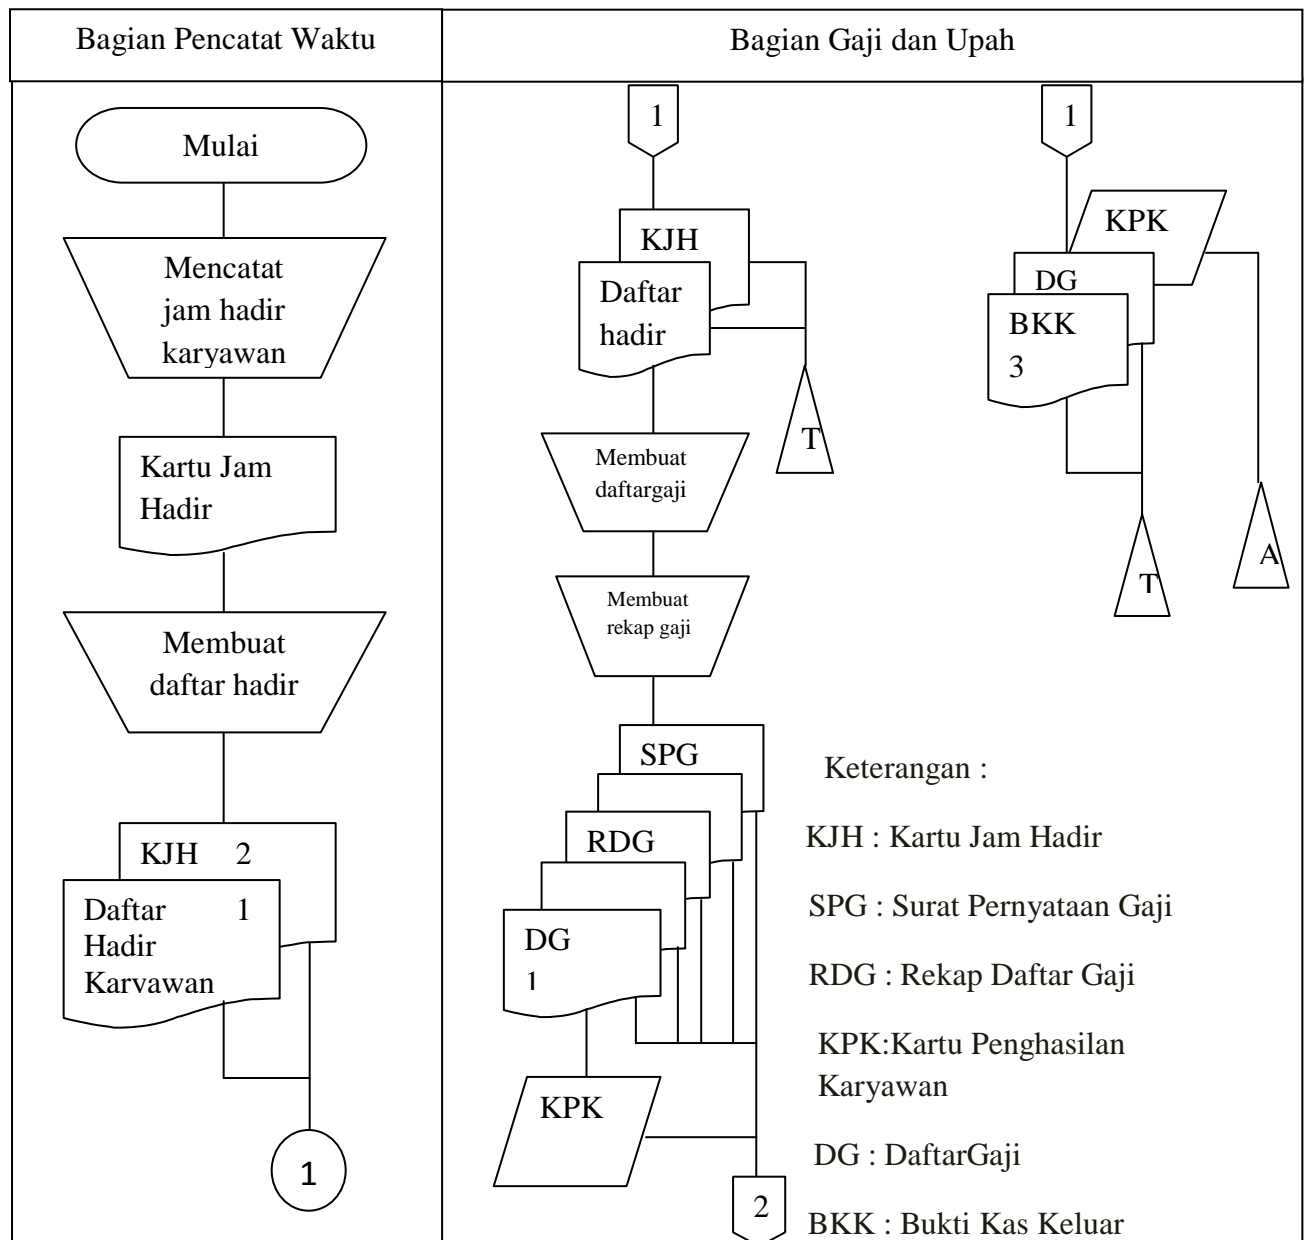 Bagian Pencatat Waktu
Bagian Gaji dan Upah
Mulai
Mencatat
jam hadir
karyawan
Kartu Jam
Hadir
Membuat
daftar hadir
KJH 2
Daftar 1
Hadir
Karyawan
1
1
KJH
Daftar
hadir
T
Membuat
daftargaji
Membuat
rekap gaji
SPG
RDG
DG
1
KPK
2
1
KPK
DG
BKK
3
T
A
Keterangan :
KJH : Kartu Jam Hadir
SPG : Surat Pernyataan Gaji
RDG : Rekap Daftar Gaji
KPK:Kartu Penghasilan
Karyawan
DG : DaftarGaji
BKK : Bukti Kas Keluar